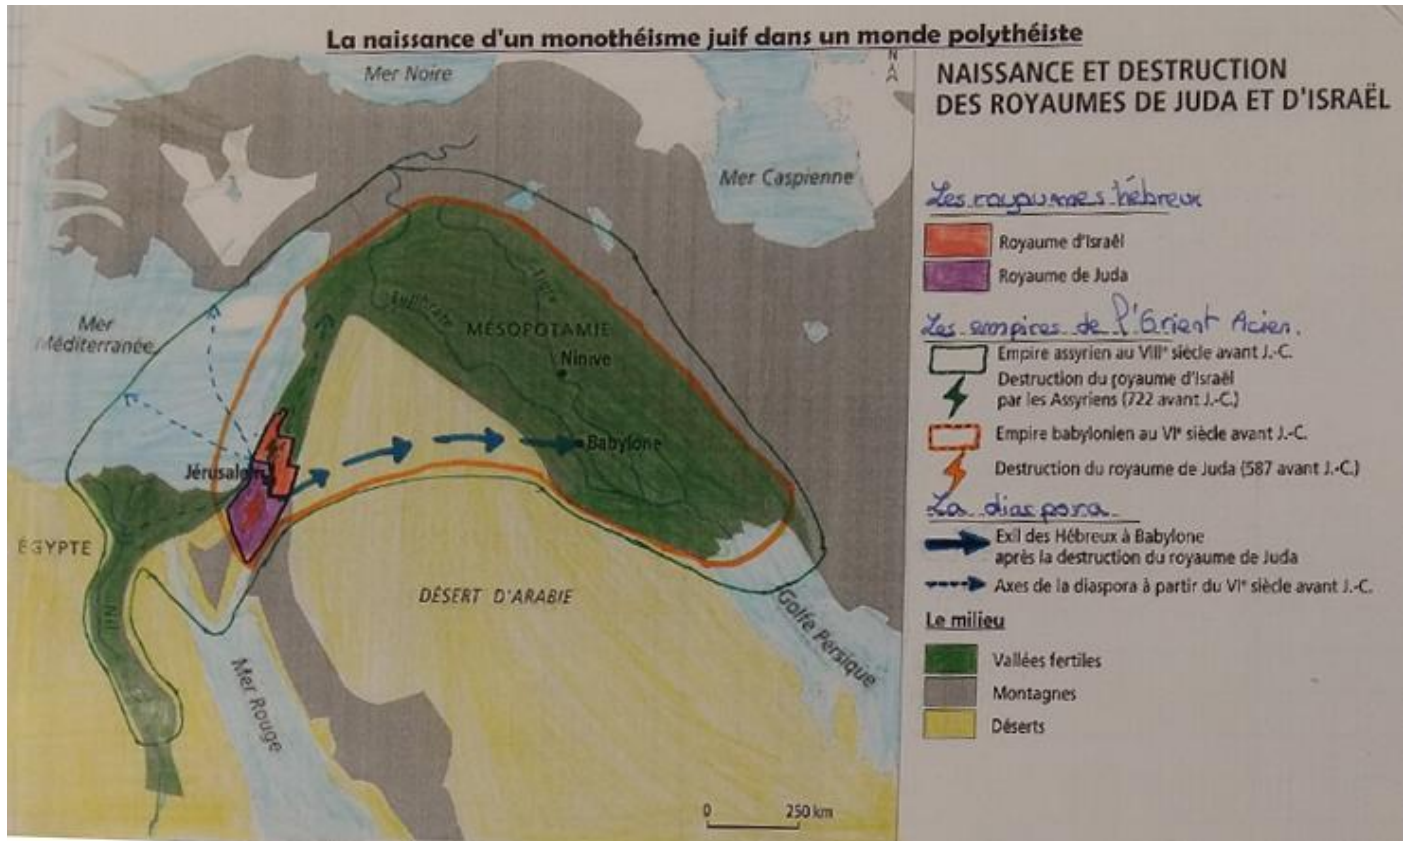 La naissance d'un monothéisme juif dans un monde polythéiste
Mer Noire
N
Mer Caspienne
Mer
Méditerranée
Euphrate
Tigre
MÉSOPOTAMIE
Ninive
Babylone
Jérusalem
ÉGYPTE
Nil
DÉSERT D'ARABIE
Golfe Persique
Mer Rouge
0 250 km
NAISSANCE ET DESTRUCTION
DES ROYAUMES DE JUDA ET D'ISRAËL
Les royaumes hébreux
Royaume d'Israël
Royaume de Juda
Les empires de l'Orient Acien.
Empire assyrien au VIIIe siècle avant J.-C.
Destruction du royaume d'Israël
par les Assyriens (722 avant J.-C.)
Empire babylonien au VIe siècle avant J.-C.
Destruction du royaume de Juda (587 avant J.-C.)
La diaspora
Exil des Hébreux à Babylone
après la destruction du royaume de Juda
Axes de la diaspora à partir du VIe siècle avant J.-C.
Le milieu
Vallées fertiles
Montagnes
Déserts